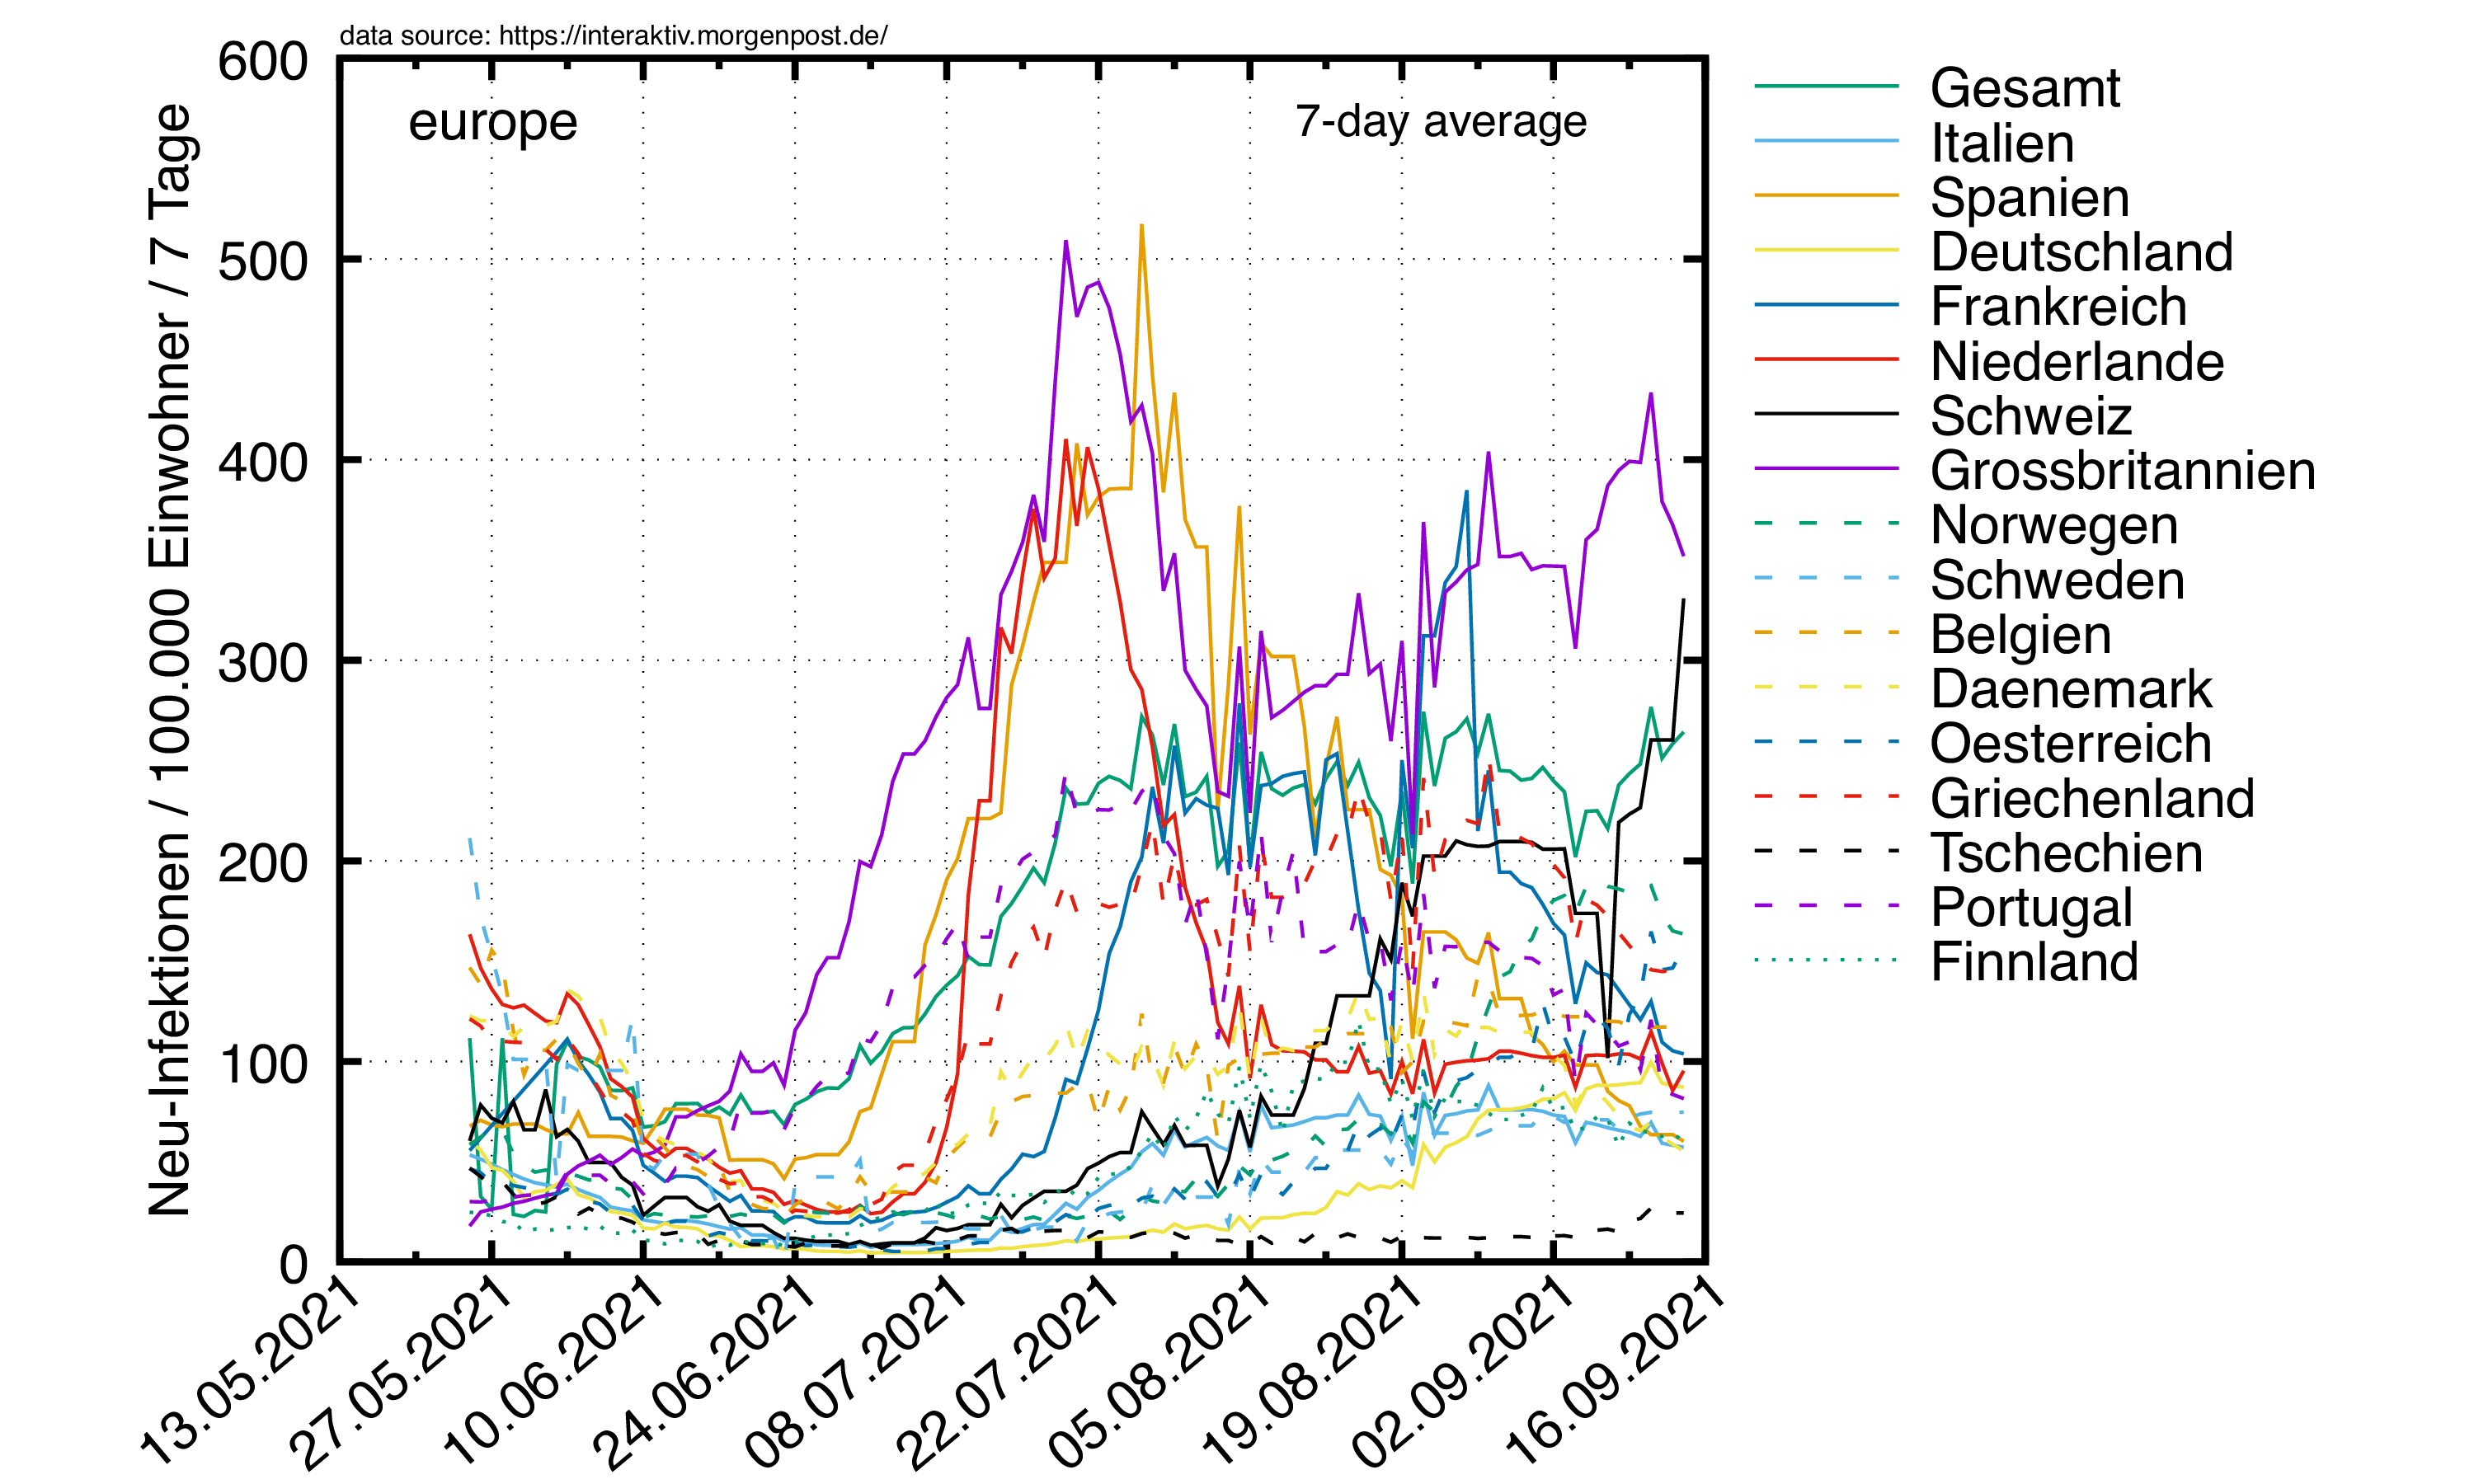 data source: https://interaktiv.morgenpost.de/
600
500
400
300
200
100
0
Neu-Infektionen / 100.000 Einwohner / 7 Tage
europe
7-day average
13.05.2021
27.05.2021
10.06.2021
24.06.2021
08.07.2021
22.07.2021
05.08.2021
19.08.2021
02.09.2021
16.09.2021
Gesamt
Italien
Spanien
Deutschland
Frankreich
Niederlande
Schweiz
Grossbritannien
Norwegen
Schweden
Belgien
Daenemark
Oesterreich
Griechenland
Tschechien
Portugal
Finnland